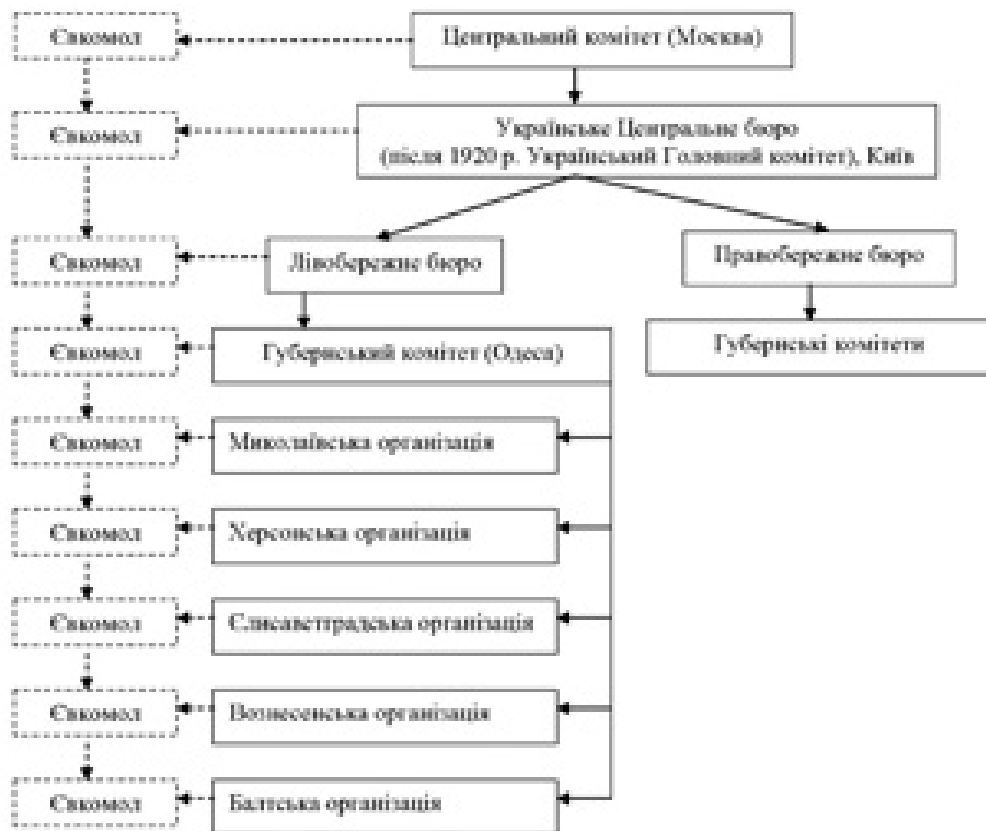 Євкомол
Центральний комітет (Москва)
Євкомол
Українське Центральне бюро
(після 1920 р. Український Головний комітет), Київ
Євкомол
Лівобережне бюро
Правобережне бюро
Євкомол
Губернський комітет (Одеса)
Губернські комітети
Євкомол
Миколаївська організація
Євкомол
Херсонська організація
Євкомол
Єлисаветградська організація
Євкомол
Вознесенська організація
Євкомол
Балтська організація